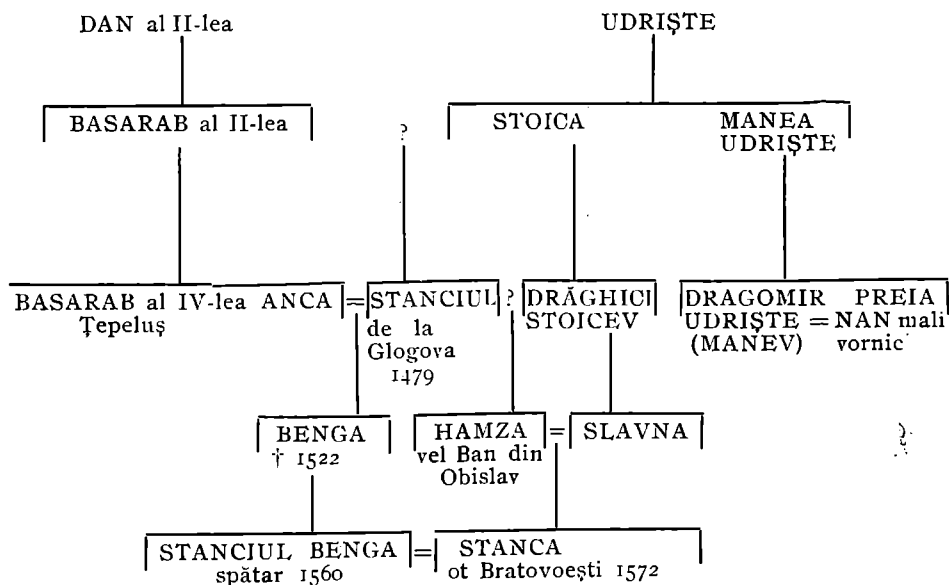 DAN al II-lea
UDRIȘTE
BASARAB al II-lea
?
STOICA
MANEA
UDRIȘTE
BASARAB al IV-lea ANCA = STANCIUL ? DRĂGHICI
Țepeluș
de la
Glogova
1479
STOICEV
DRAGOMIR PREIA
UDRIȘTE = NAN mali
(MANEV) vornic
BENGA
† 1522
HAMZA = SLAVNA
vel Ban din
Obislav
STANCIUL BENGA = STANCA
spătar 1560
ot Bratovoești 1572